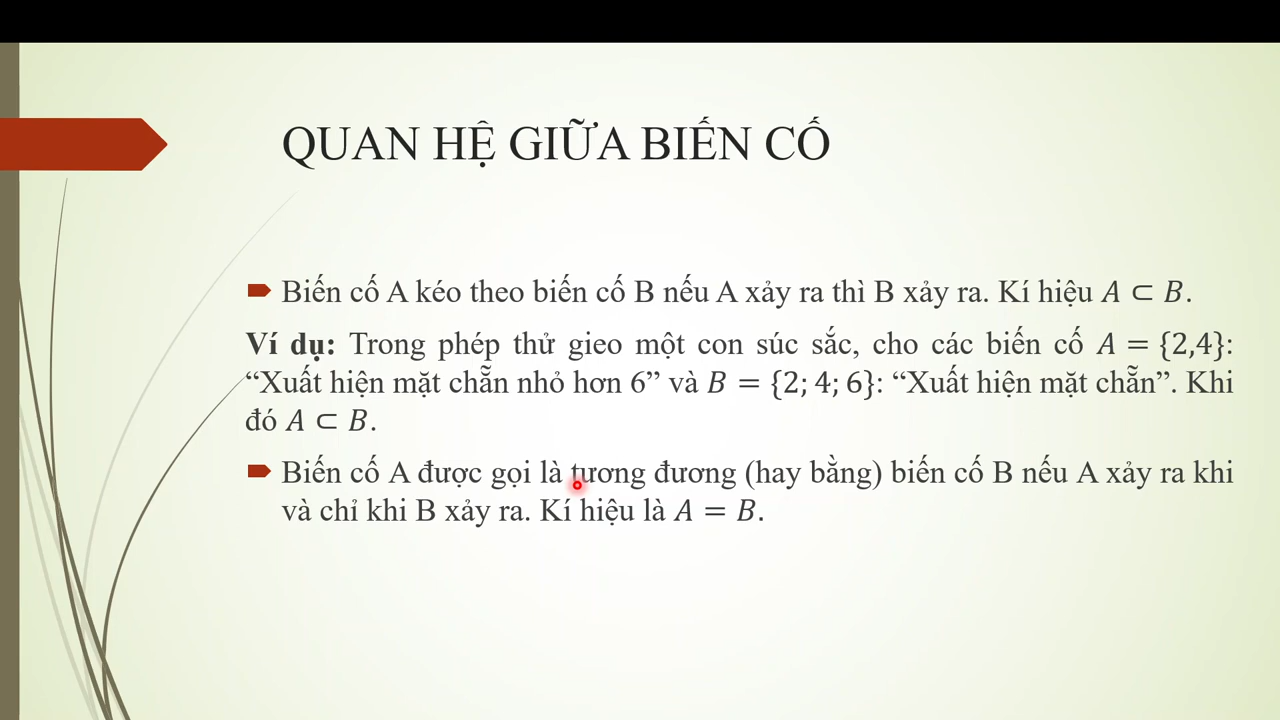 QUAN HỆ GIỮA BIẾN CỐ
Biến cố A kéo theo biến cố B nếu A xảy ra thì B xảy ra. Kí hiệu A ⊂ B.
Ví dụ: Trong phép thử gieo một con súc sắc, cho các biến cố A = {2,4}:
“Xuất hiện mặt chẵn nhỏ hơn 6” và B = {2; 4; 6}: “Xuất hiện mặt chẵn”. Khi
đó A ⊂ B.
Biến cố A được gọi là tương đương (hay bằng) biến cố B nếu A xảy ra khi
và chỉ khi B xảy ra. Kí hiệu là A = B.